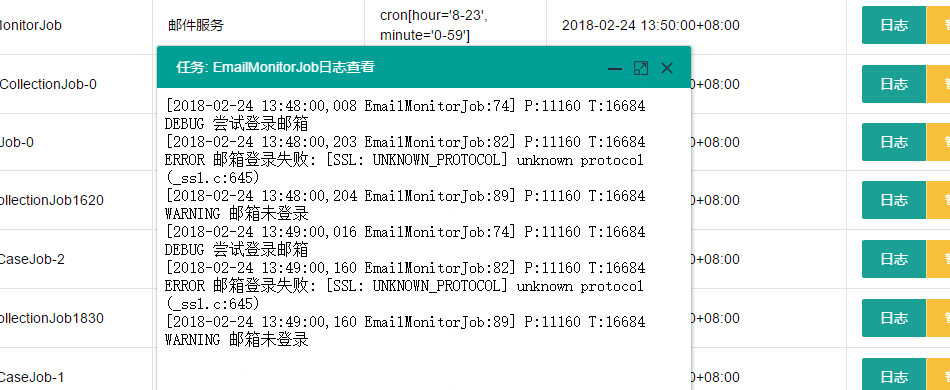 MonitorJob 邮件服务 cron[hour='8-23', 2018-02-24 13:50:00+08:00 日志
minute='0-59']
任务: EmailMonitorJob日志查看
CollectionJob-0 0+08:00 日志
[2018-02-24 13:48:00,008 EmailMonitorJob:74] P:11160 T:16684
DEBUG 尝试登录邮箱
[2018-02-24 13:48:00,203 EmailMonitorJob:82] P:11160 T:16684
ERROR 邮箱登录失败: [SSL: UNKNOWN_PROTOCOL] unknown protocol
(_ssl.c:645)
[2018-02-24 13:48:00,204 EmailMonitorJob:89] P:11160 T:16684
WARNING 邮箱未登录
[2018-02-24 13:49:00,016 EmailMonitorJob:74] P:11160 T:16684
DEBUG 尝试登录邮箱
[2018-02-24 13:49:00,160 EmailMonitorJob:82] P:11160 T:16684
ERROR 邮箱登录失败: [SSL: UNKNOWN_PROTOCOL] unknown protocol
(_ssl.c:645)
[2018-02-24 13:49:00,160 EmailMonitorJob:89] P:11160 T:16684
WARNING 邮箱未登录
Job-0 0+08:00 日志
ollectionJob1620 0+08:00 日志
CaseJob-2 0+08:00 日志
ollectionJob1830 0+08:00 日志
CaseJob-1 0+08:00 日志